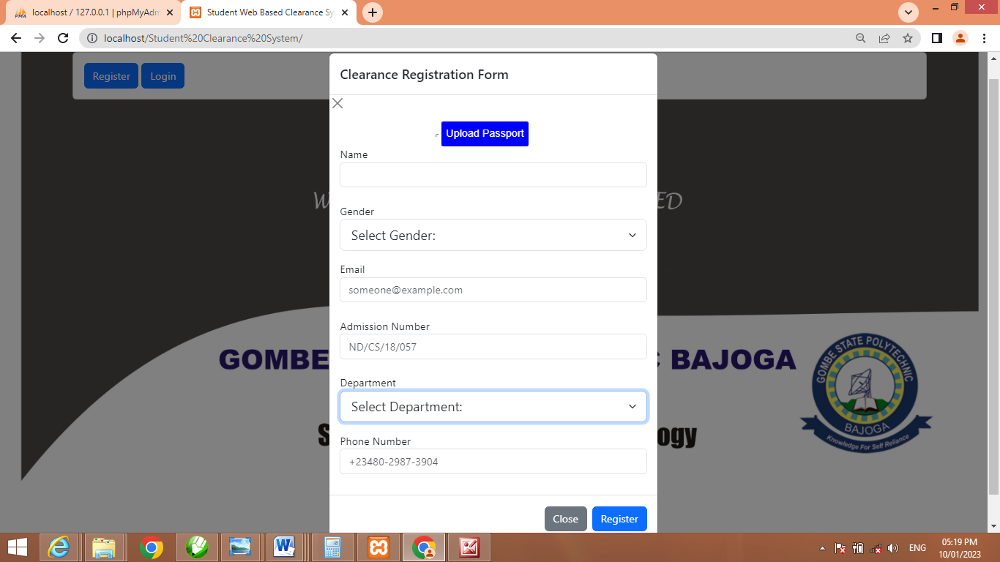 localhost / 127.0.0.1 | phpMyAdm
Student Web Based Clearance Sy
localhost/Student%20Clearance%20System/
Register
Login
Clearance Registration Form
Upload Passport
Name
W
ED
Gender
Select Gender:
Email
someone@example.com
Admission Number
ND/CS/18/057
GOMBE
C BAJOGA
GOMBE STATE POLYTECHNIC
BAJOGA
Knowledge For Self Reliance
Department
Select Department:
S
ogy
Phone Number
+23480-2987-3904
Close
Register
ENG
05:19 PM
10/01/2023